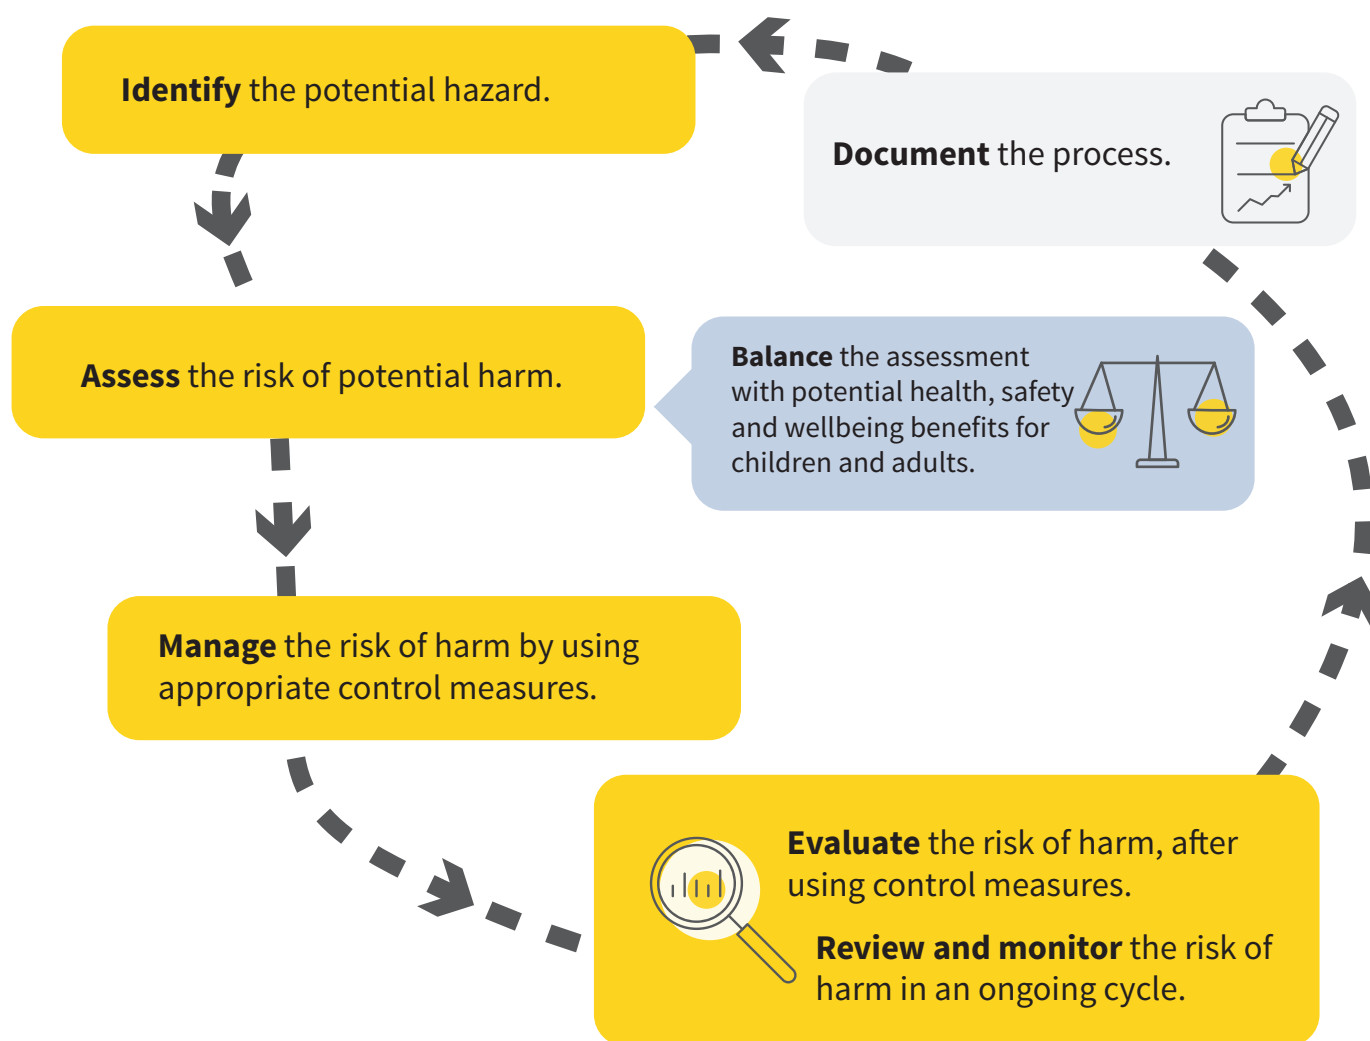 Identify the potential hazard.
Document the process.
Assess the risk of potential harm.
Balance the assessment
with potential health, safety
and wellbeing benefits for
children and adults.
Manage the risk of harm by using
appropriate control measures.
Evaluate the risk of harm, after
using control measures.
Review and monitor the risk of
harm in an ongoing cycle.